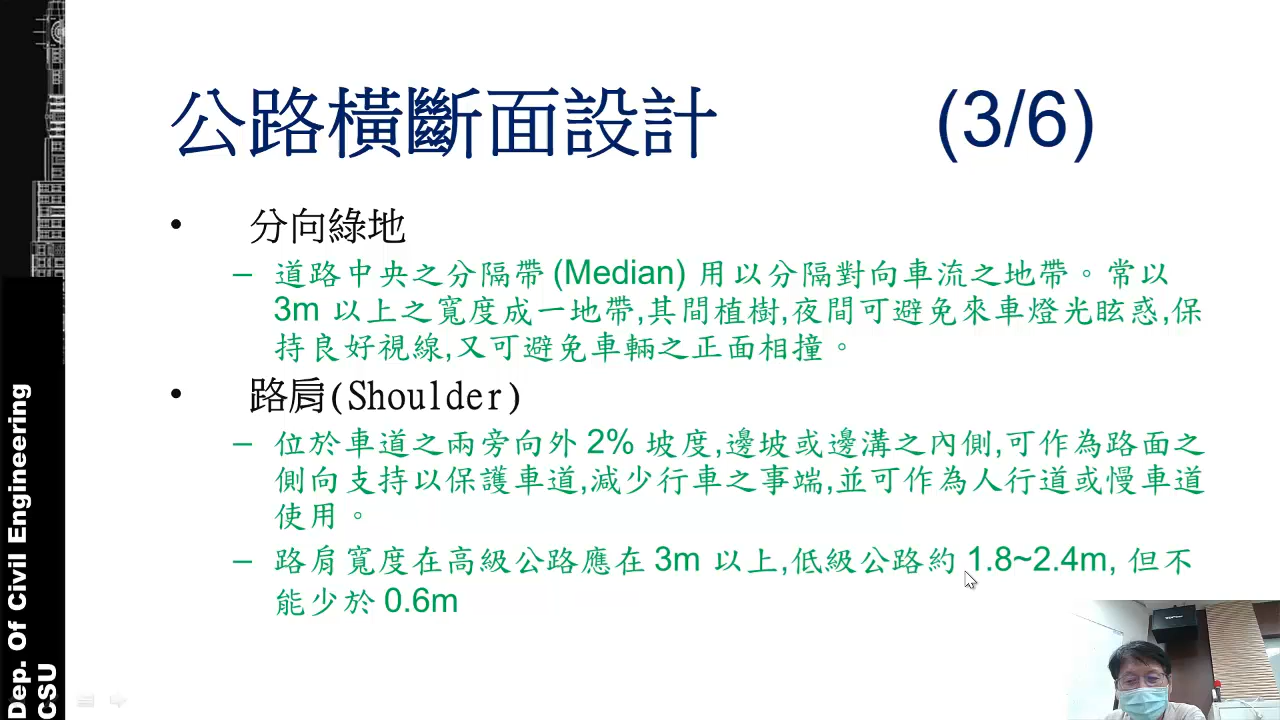 公路橫斷面設計 (3/6)
• 分向綠地
– 道路中央之分隔帶 (Median) 用以分隔對向車流之地帶。常以
3m 以上之寬度成一地帶,其間植樹,夜間可避免來車燈光眩惑,保
持良好視線,又可避免車輛之正面相撞。
• 路肩(Shoulder)
– 位於車道之兩旁向外 2% 坡度,邊坡或邊溝之內側,可作為路面之
側向支持以保護車道,減少行車之事端,並可作為人行道或慢車道
使用。
– 路肩寬度在高級公路應在 3m 以上,低級公路約 1.8~2.4m, 但不
能少於 0.6m
Dep. Of Civil Engineering
CSU